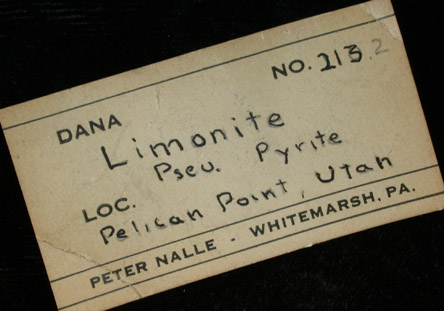 NO. 213.2
DANA
Limonite
Pseu. Pyrite
LOC.
Pelican Point, Utah
PETER NALLE - WHITEMARSH, PA.